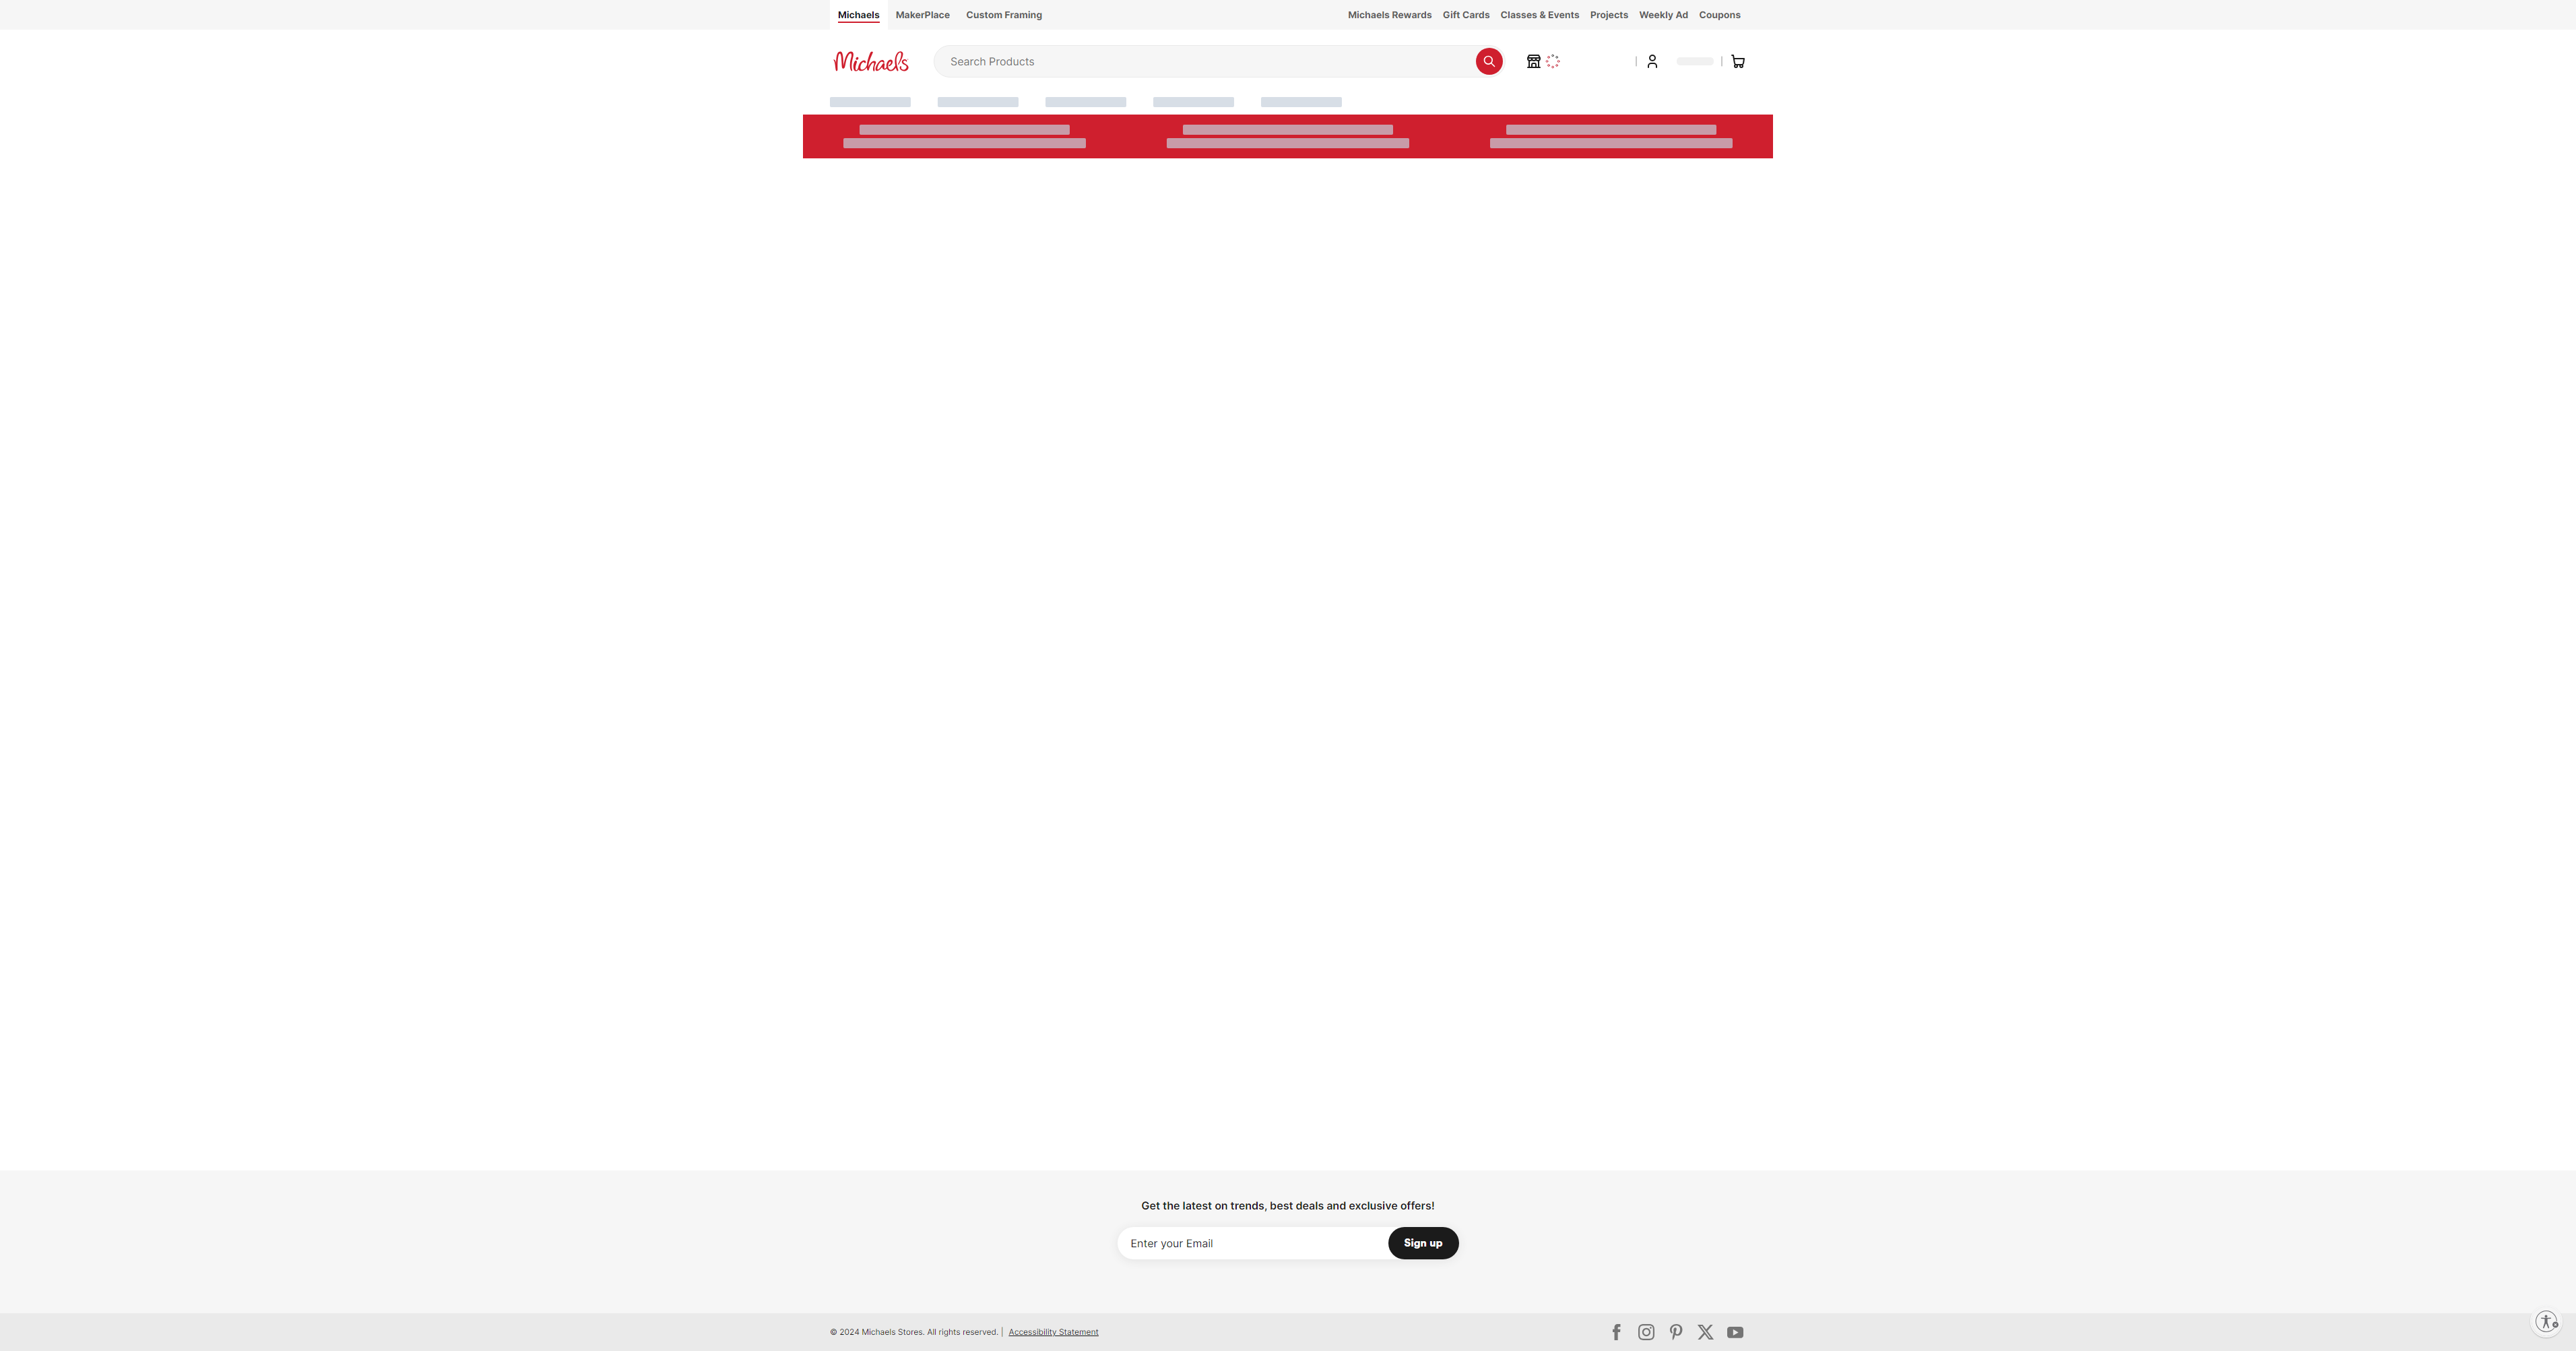 Michaels MakerPlace Custom Framing Michaels Rewards Gift Cards Classes & Events Projects Weekly Ad Coupons
Michaels Search Products
Get the latest on trends, best deals and exclusive offers!
Enter your Email Sign up
© 2024 Michaels Stores. All rights reserved. | Accessibility Statement